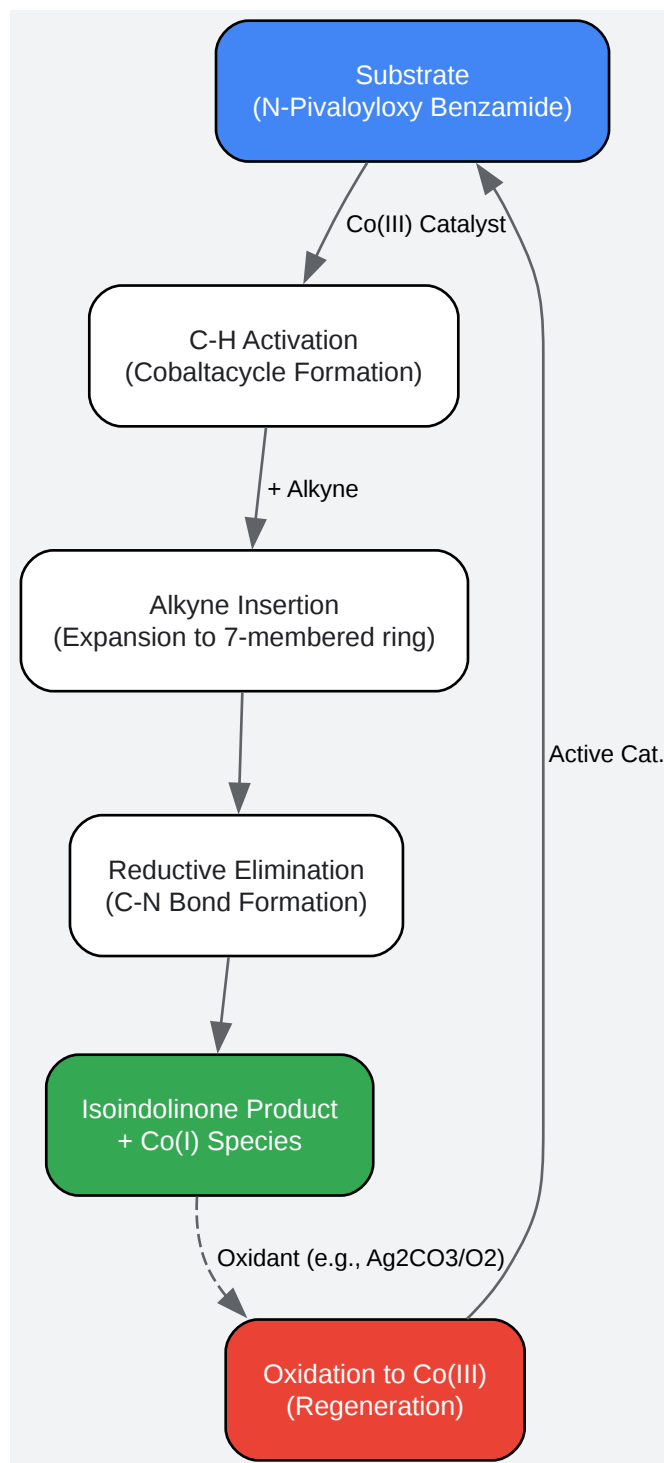 Substrate
(N-Pivaloyloxy Benzamide)
Co(III) Catalyst
C-H Activation
(Cobaltacycle Formation)
+ Alkyne
Alkyne Insertion
(Expansion to 7-membered ring)
Active Cat.
Reductive Elimination
(C-N Bond Formation)
Isoindolinone Product
+ Co(I) Species
Oxidant (e.g., Ag2CO3/O2)
Oxidation to Co(III)
(Regeneration)